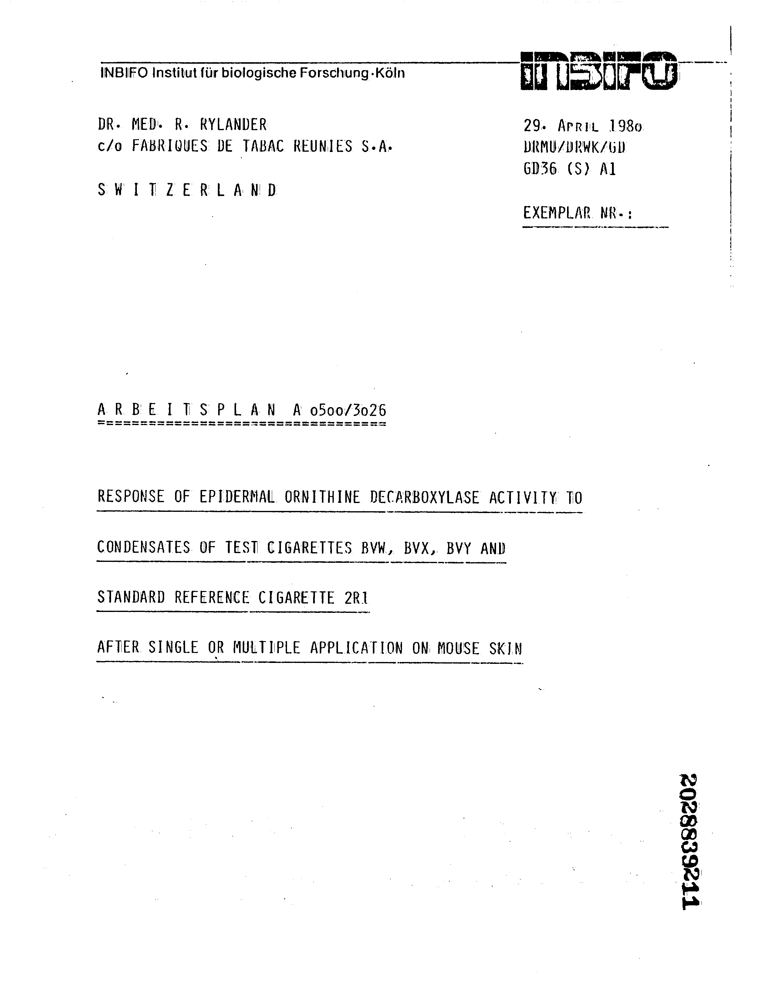 INBIFO Institut für biologische Forschung·Köln
INBIFO
DR. MED. R. RYLANDER
c/o FABRIQUES DE TABAC REUNIES S.A.
S W I T Z E R L A N D
29. APRIL 1980
DRMU/DRWK/GD
GD36 (S) A1
EXEMPLAR NR.:
A R B E I T S P L A N  A o5oo/3o26
RESPONSE OF EPIDERMAL ORNITHINE DECARBOXYLASE ACTIVITY TO
CONDENSATES OF TEST CIGARETTES BVW, BVX, BVY AND
STANDARD REFERENCE CIGARETTE 2R1
AFTER SINGLE OR MULTIPLE APPLICATION ON MOUSE SKIN
2028839211